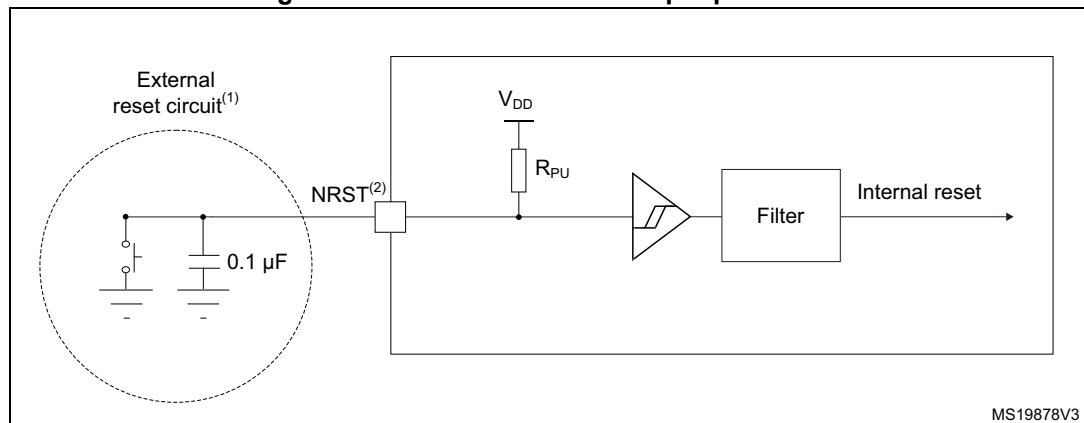 External
reset circuit(1)
VDD
RPU
NRST(2)
Filter
Internal reset
0.1 µF
MS19878V3